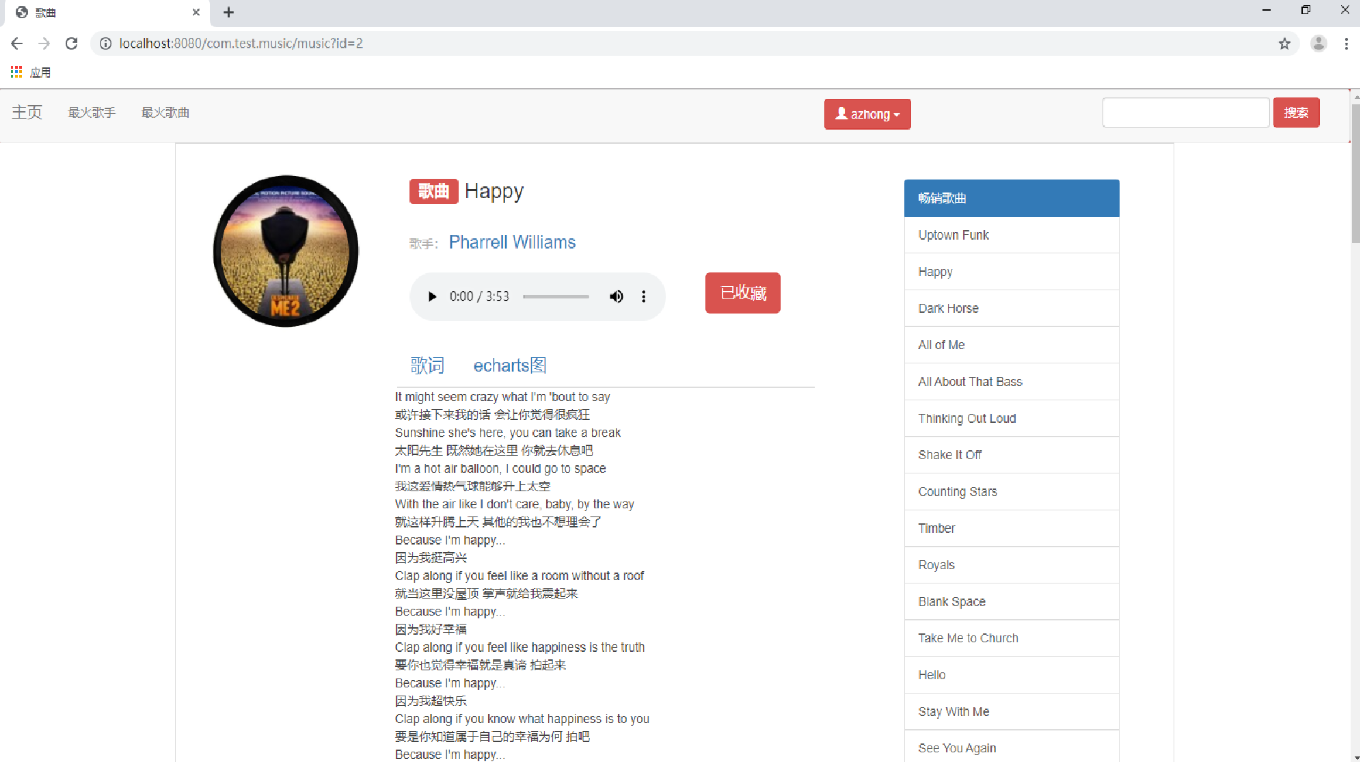 歌曲
localhost:8080/com.test.music/music?id=2
应用
主页 最火歌手 最火歌曲 azhong 搜索
MOTION PICTURE SOUN
ME2
歌曲 Happy
歌手: Pharrell Williams
0:00 / 3:53 已收藏
歌词 echarts图
It might seem crazy what I'm 'bout to say
或许接下来我的话 会让你觉得很疯狂
Sunshine she's here, you can take a break
太阳先生 既然她在这里 你就去休息吧
I'm a hot air balloon, I could go to space
我这爱情热气球能够升上太空
With the air like I don't care, baby, by the way
就这样升腾上天 其他的我也不想理会了
Because I'm happy...
因为我挺高兴
Clap along if you feel like a room without a roof
就当这里没屋顶 掌声就给我震起来
Because I'm happy...
因为我好幸福
Clap along if you feel like happiness is the truth
要你也觉得幸福就是真谛 拍起来
Because I'm happy...
因为我超快乐
Clap along if you know what happiness is to you
要是你知道属于自己的幸福为何 拍吧
Because I'm happy...
畅销歌曲
Uptown Funk
Happy
Dark Horse
All of Me
All About That Bass
Thinking Out Loud
Shake It Off
Counting Stars
Timber
Royals
Blank Space
Take Me to Church
Hello
Stay With Me
See You Again